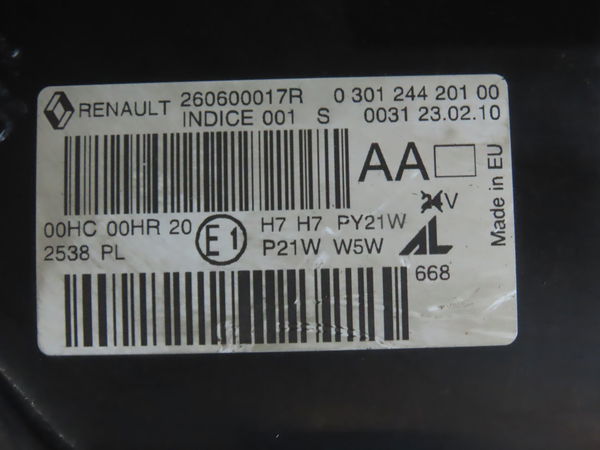 RENAULT 260600017R 0 301 244 201 00
INDICE 001 S 0031 23.02.10
AA
V
Made in EU
00HC 00HR 20 E1 H7 H7 PY21W
2538 PL P21W W5W AL
668